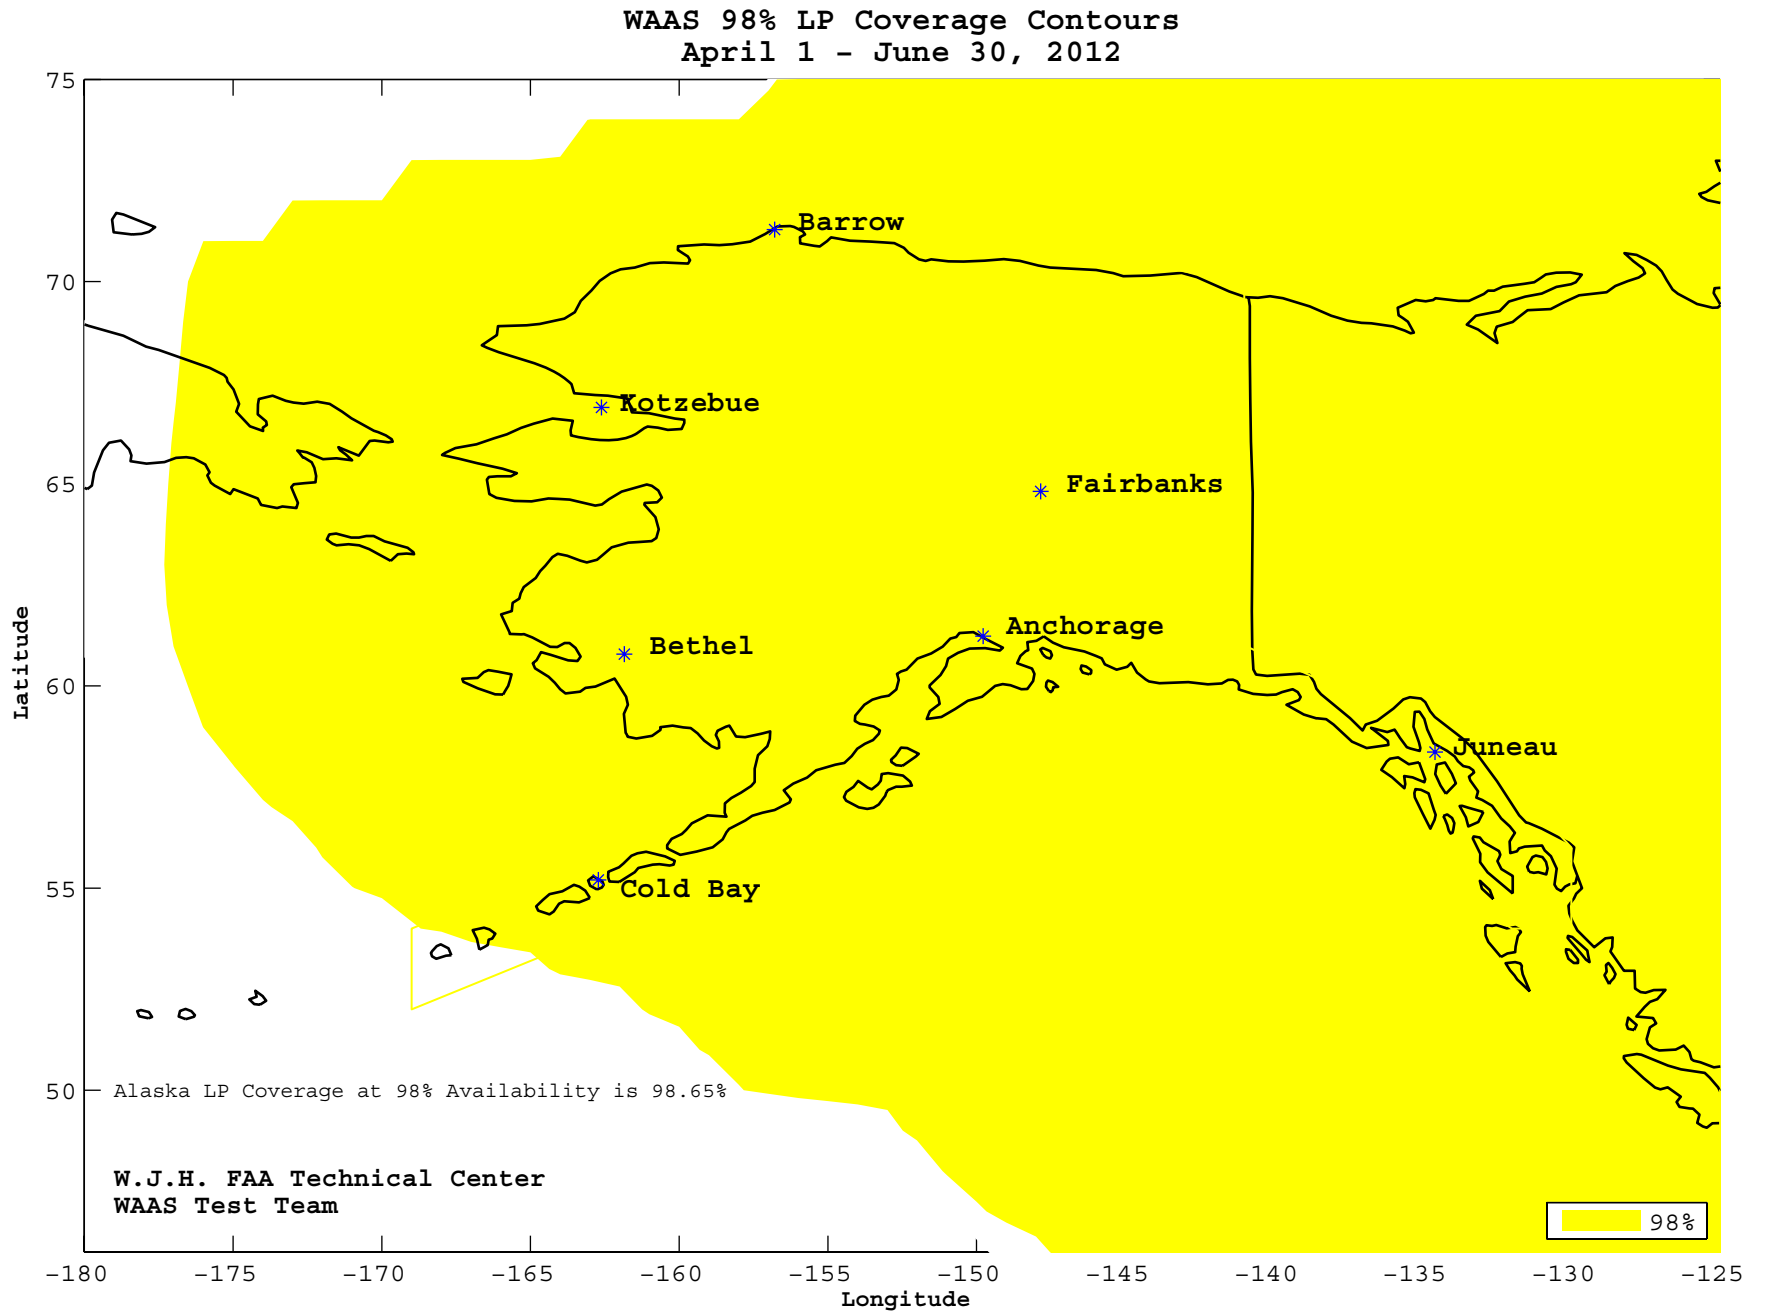 WAAS 98% LP Coverage Contours
April 1 - June 30, 2012
75
70
65
60
55
50
Latitude
Barrow
Kotzebue
Fairbanks
Anchorage
Bethel
Juneau
Cold Bay
Alaska LP Coverage at 98% Availability is 98.65%
W.J.H. FAA Technical Center
WAAS Test Team
98%
-180 -175 -170 -165 -160 -155 -150 -145 -140 -135 -130 -125
Longitude